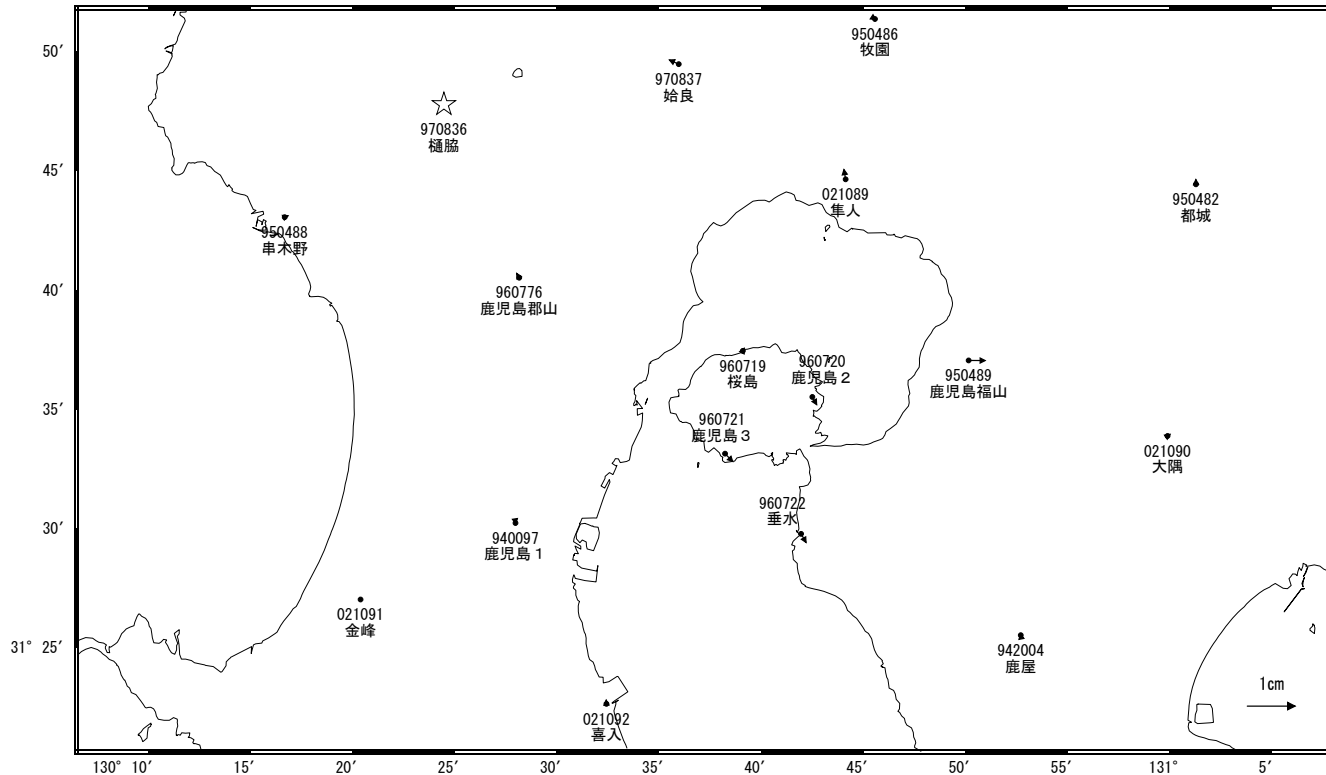 950486
牧園
50′
970837
姶良
970836
樋脇
45′
021089
隼人
950482
都城
950488
串木野
40′
960776
鹿児島郡山
960719
桜島
960720
鹿児島２
950489
鹿児島福山
35′
960721
鹿児島３
021090
大隅
960722
垂水
30′
940097
鹿児島１
021091
金峰
31° 25′
942004
鹿屋
1cm
021092
喜入
130° 10′ 15′ 20′ 25′ 30′ 35′ 40′ 45′ 50′ 55′ 131° 5′